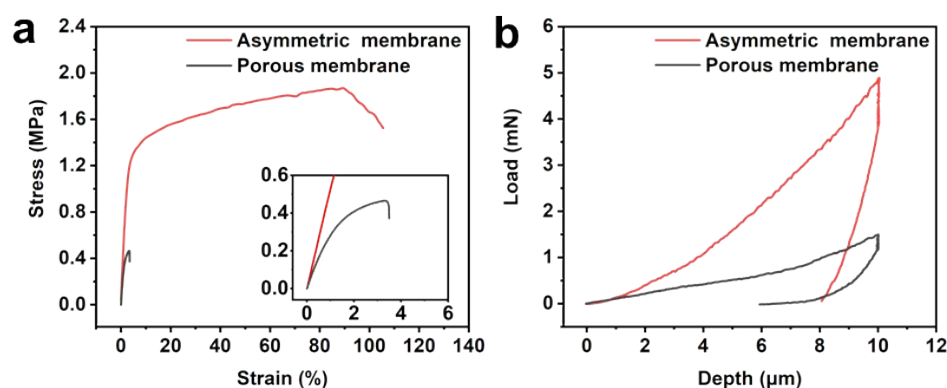 a
Asymmetric membrane
Porous membrane
Stress (MPa)
2.4
2.0
1.6
1.2
0.8
0.4
0.0
0 20 40 60 80 100 120 140
Strain (%)
0.6
0.4
0.2
0.0
0 2 4 6
b
Asymmetric membrane
Porous membrane
Load (mN)
6
5
4
3
2
1
0
0 2 4 6 8 10 12
Depth (μm)